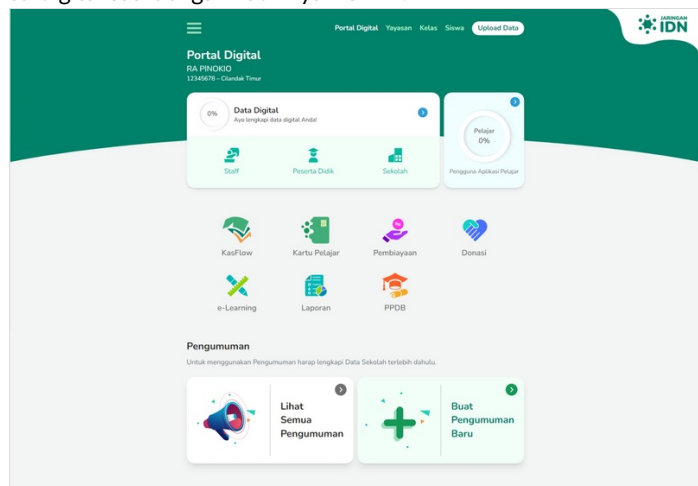 Portal Digital Yayasan Kelas Siswa Upload Data
JARINGAN
IDN
Portal Digital
RA PINOKIO
12345678 – Cilandak Timur
0%
Data Digital
Ayo lengkapi data digital Anda!
Staff
Peserta Didik
Sekolah
Pelajar
0%
Pengguna Aplikasi Pelajar
KasFlow
Kartu Pelajar
Pembiayaan
Donasi
e-Learning
Laporan
PPDB
Pengumuman
Untuk menggunakan Pengumuman harap lengkapi Data Sekolah terlebih dahulu.
Lihat
Semua
Pengumuman
Buat
Pengumuman
Baru